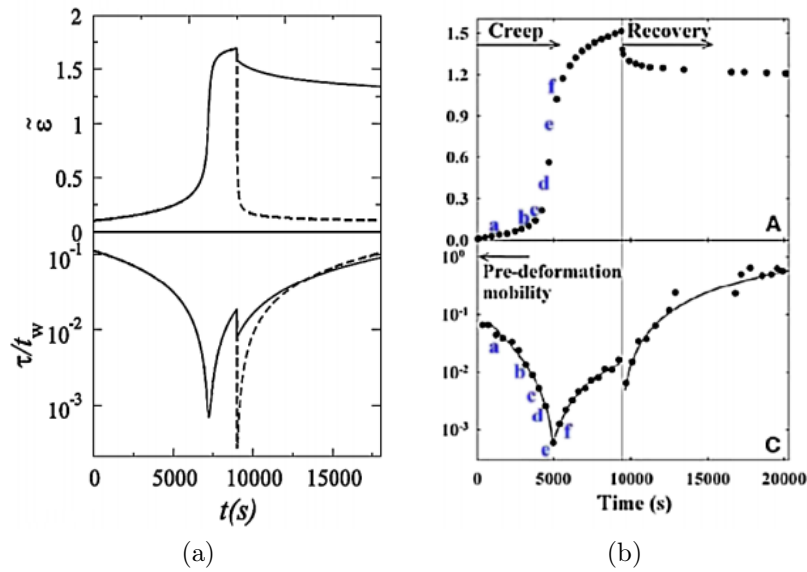 2
1.5
1
0.5
0
ε̃
10⁻¹
10⁻²
10⁻³
τ/t_w
0 5000 10000 15000
t(s)
(a)
1.5
1.2
0.9
0.6
0.3
0.0
Creep
Recovery
a b c d e f
A
10⁰
10⁻¹
10⁻²
10⁻³
Pre-deformation
mobility
a b c d e f
C
0 5000 10000 15000 20000
Time (s)
(b)